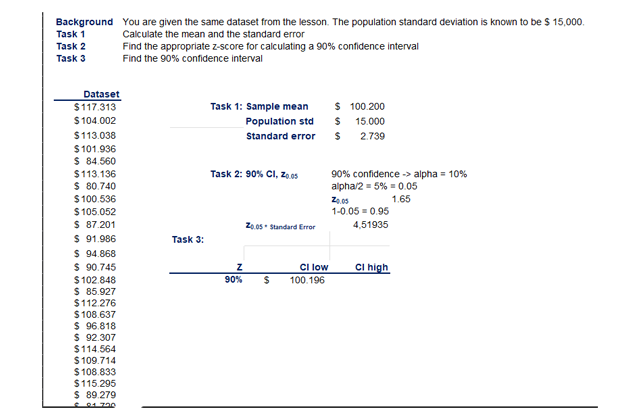 Background You are given the same dataset from the lesson. The population standard deviation is known to be $ 15,000.
Task 1 Calculate the mean and the standard error
Task 2 Find the appropriate z-score for calculating a 90% confidence interval
Task 3 Find the 90% confidence interval
Dataset
$ 117.313 Task 1: Sample mean $ 100.200
$ 104.002 Population std $ 15.000
$ 113.038 Standard error $ 2.739
$ 101.936
$ 84.560
$ 113.136 Task 2: 90% CI, z0.05 90% confidence -> alpha = 10%
$ 80.740 alpha/2 = 5% = 0.05
$ 100.536 z0.05 1.65
$ 105.052 1-0.05 = 0.95
$ 87.201 z0.05 * Standard Error 4,51935
$ 91.986 Task 3:
$ 94.868
$ 90.745 Z CI low CI high
$ 102.848 90% $ 100.196
$ 85.927
$ 112.276
$ 108.637
$ 96.818
$ 92.307
$ 114.564
$ 109.714
$ 108.833
$ 115.295
$ 89.279